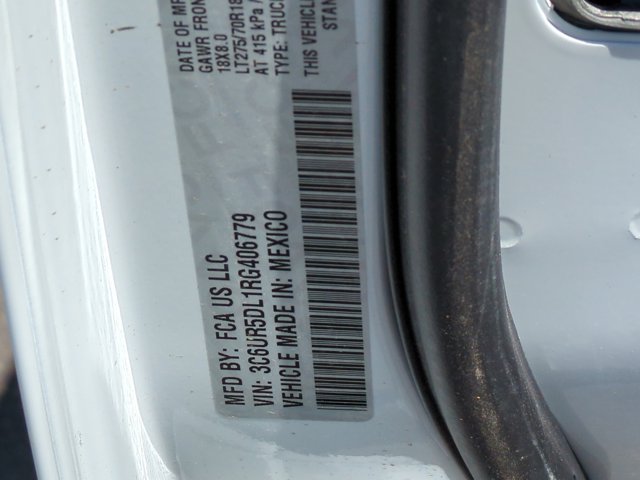 MFD BY: FCA US LLC
VIN: 3C6UR5DL1RG406779
VEHICLE MADE IN: MEXICO
DATE OF MF
GAWR FRON
18X8.0
LT275/70R18
AT 415 kPa /
TYPE: TRUCK
THIS VEHICLE
STAN